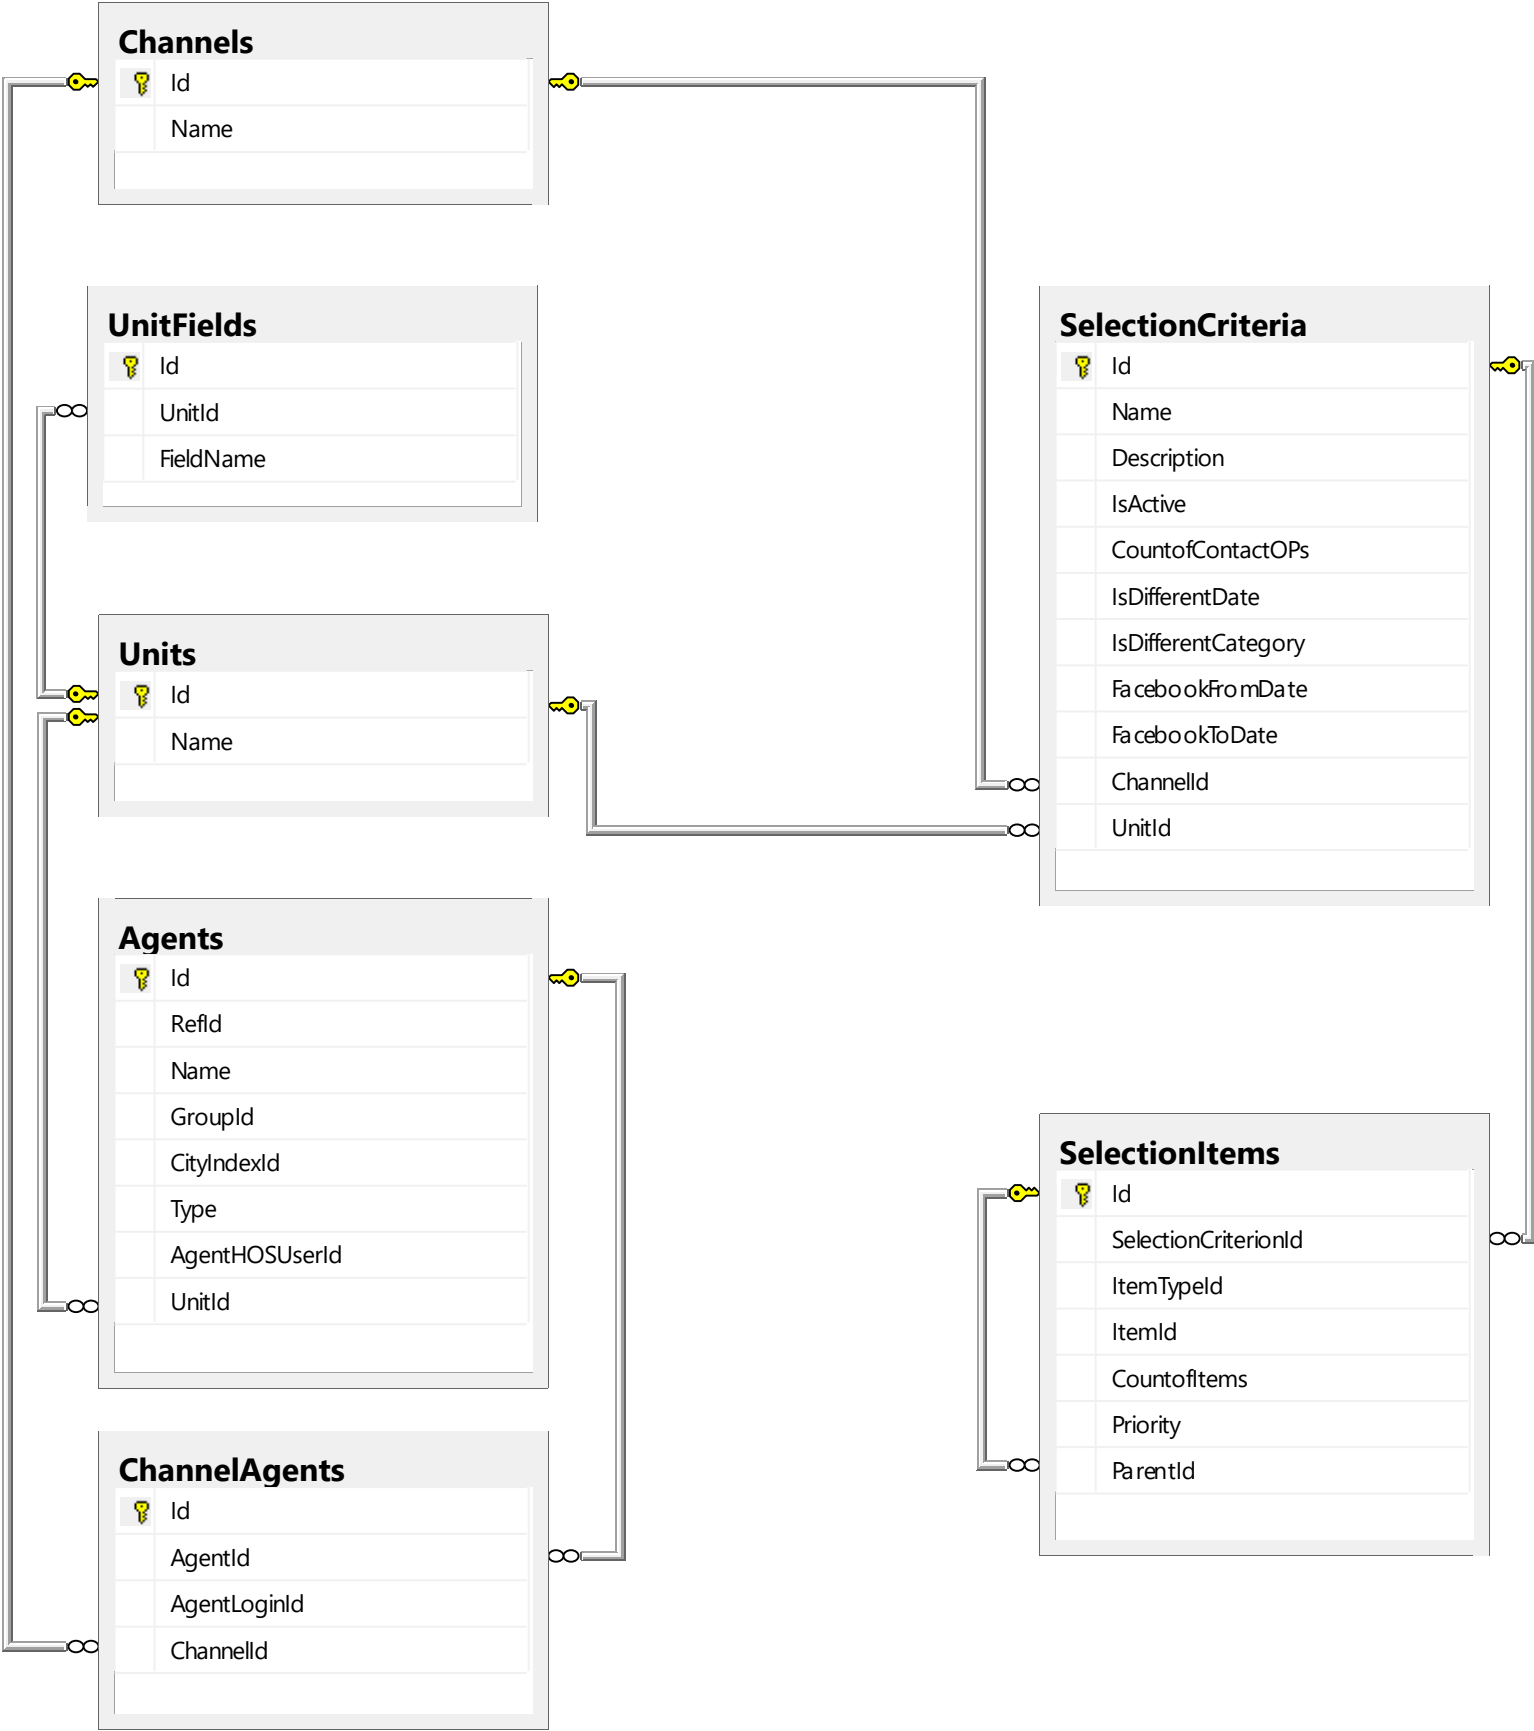 Channels
Id
Name
UnitFields
Id
UnitId
FieldName
Units
Id
Name
Agents
Id
RefId
Name
GroupId
CityIndexId
Type
AgentHOSUserId
UnitId
ChannelAgents
Id
AgentId
AgentLoginId
ChannelId
SelectionCriteria
Id
Name
Description
IsActive
CountofContactOPs
IsDifferentDate
IsDifferentCategory
FacebookFromDate
FacebookToDate
ChannelId
UnitId
SelectionItems
Id
SelectionCriterionId
ItemTypeId
ItemId
CountofItems
Priority
ParentId